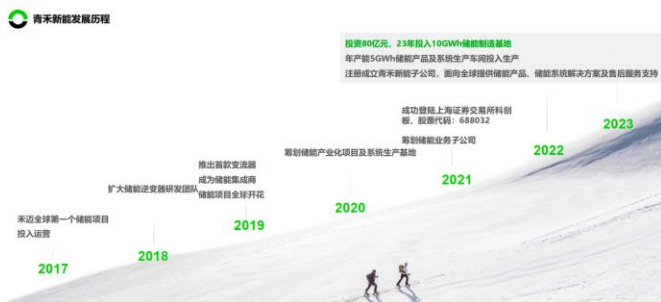 青禾新能发展历程
投资80亿元，23年投入10GWh储能制造基地
年产能5GWh储能产品及系统生产车间投入生产
注册成立青禾新能子公司，面向全球提供储能产品、储能系统解决方案及售后服务支持
2023
2022
成功登陆上海证券交易所科创
板，股票代码：688032
筹划储能业务子公司
2021
筹划储能产业化项目及系统生产基地
2020
推出首款变流器
成为储能集成商
储能项目全球开花
2019
扩大储能逆变器研发团队
2018
禾迈全球第一个储能项目
投入运营
2017